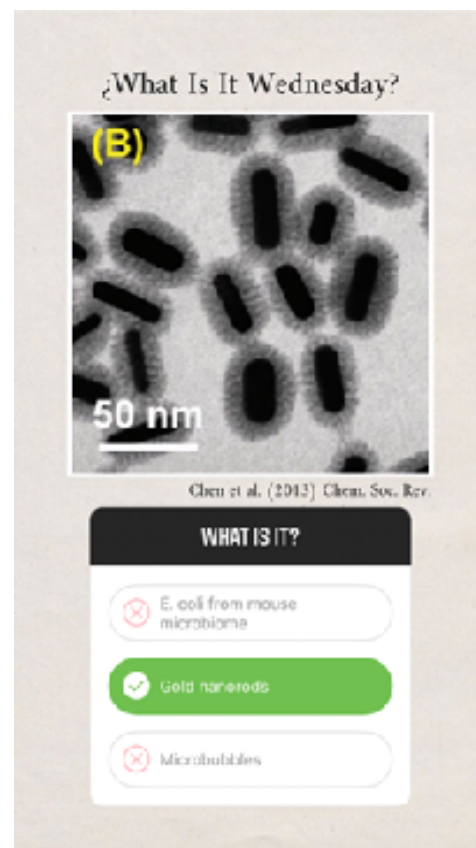 ¿What Is It Wednesday?
(B)
50 nm
Chen et al. (2013) Chem. Soc. Rev.
WHAT IS IT?
E. coli from mouse
microbiome
Gold nanorods
Microbubbles